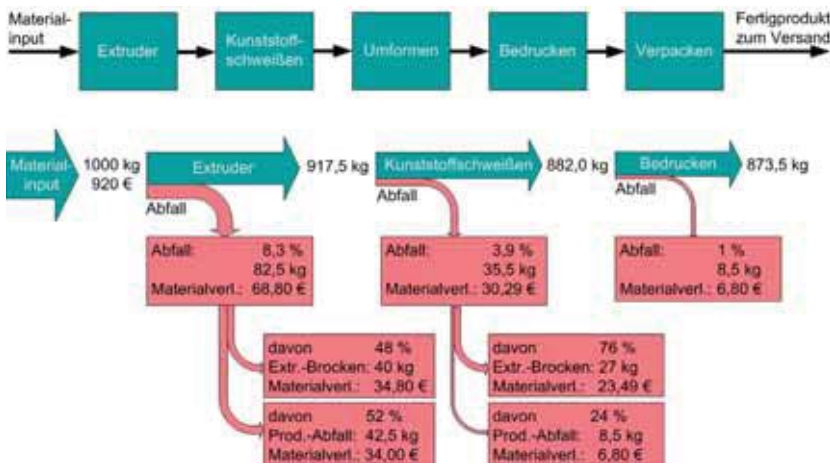 Material-
input
Extruder
Kunststoff-
schweißen
Umformen
Bedrucken
Verpacken
Fertigprodukt
zum Versand
Material-
input
1000 kg
920 €
Extruder
917,5 kg
Kunststoffschweißen
882,0 kg
Bedrucken
873,5 kg
Abfall
Abfall
Abfall
Abfall: 8,3 %
82,5 kg
Materialverl.: 68,80 €
Abfall: 3,9 %
35,5 kg
Materialverl.: 30,29 €
Abfall: 1 %
8,5 kg
Materialverl.: 6,80 €
davon 48 %
Extr.-Brocken: 40 kg
Materialverl.: 34,80 €
davon 76 %
Extr.-Brocken: 27 kg
Materialverl.: 23,49 €
davon 52 %
Prod.-Abfall: 42,5 kg
Materialverl.: 34,00 €
davon 24 %
Prod.-Abfall: 8,5 kg
Materialverl.: 6,80 €